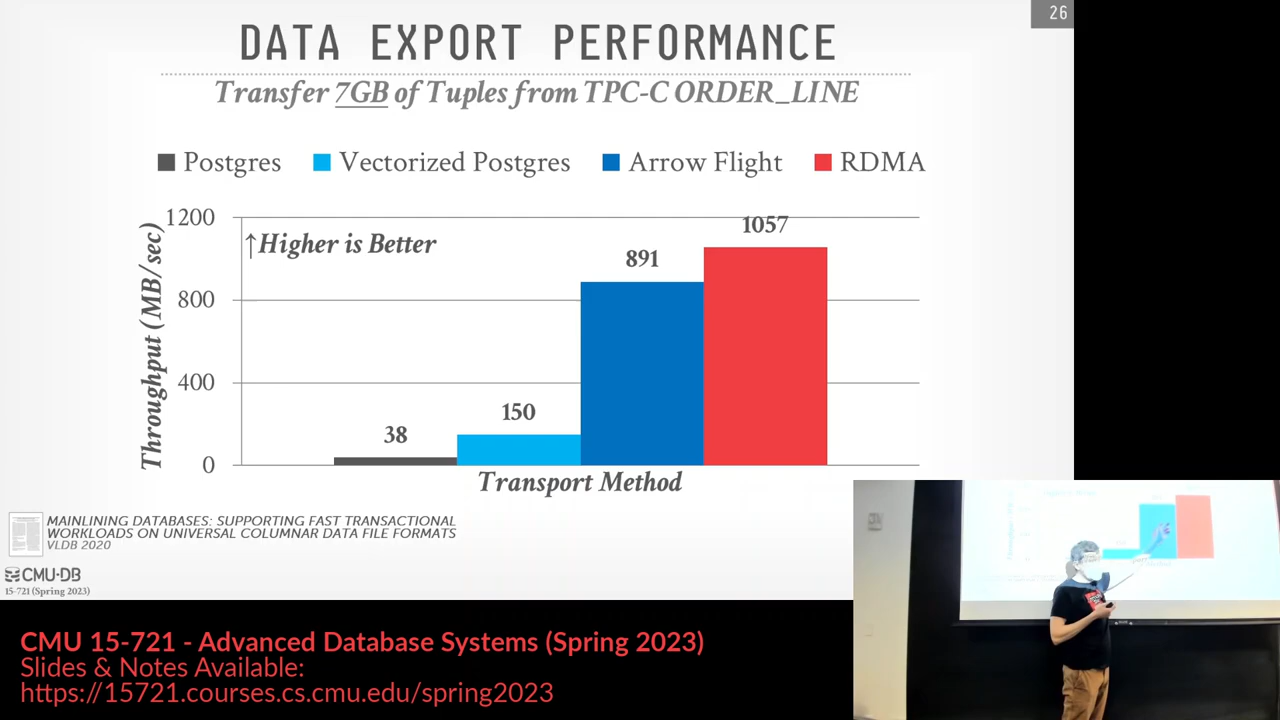 26
DATA EXPORT PERFORMANCE
Transfer 7GB of Tuples from TPC-C ORDER_LINE
Postgres Vectorized Postgres Arrow Flight RDMA
Throughput (MB/sec)
1200
800
400
0
↑Higher is Better
38
150
891
1057
Transport Method
MAINLINING DATABASES: SUPPORTING FAST TRANSACTIONAL
WORKLOADS ON UNIVERSAL COLUMNAR DATA FILE FORMATS
VLDB 2020
CMU·DB
15-721 (Spring 2023)
CMU 15-721 - Advanced Database Systems (Spring 2023)
Slides & Notes Available:
https://15721.courses.cs.cmu.edu/spring2023